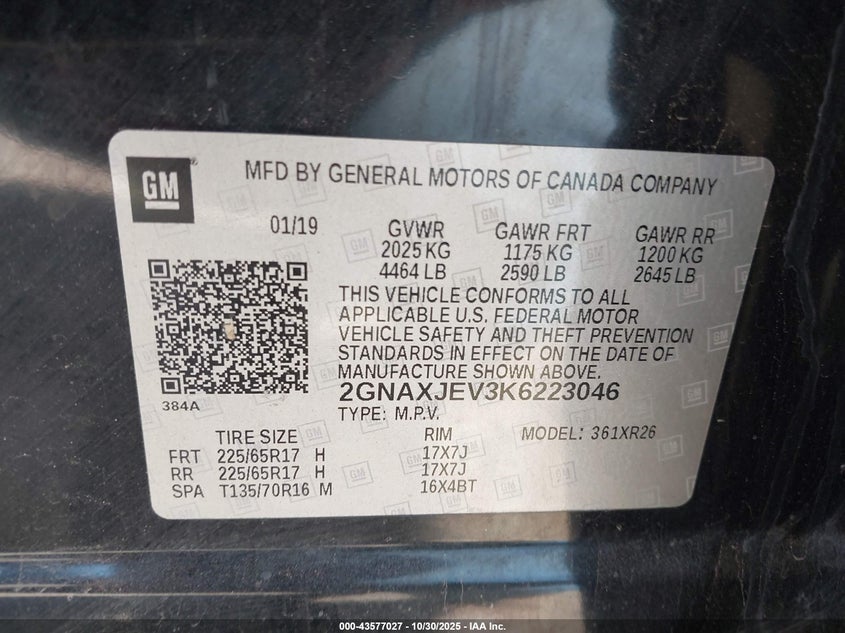 GM
MFD BY GENERAL MOTORS OF CANADA COMPANY
01/19
GVWR
2025 KG
4464 LB
GAWR FRT
1175 KG
2590 LB
GAWR RR
1200 KG
2645 LB
THIS VEHICLE CONFORMS TO ALL
APPLICABLE U.S. FEDERAL MOTOR
VEHICLE SAFETY AND THEFT PREVENTION
STANDARDS IN EFFECT ON THE DATE OF
MANUFACTURE SHOWN ABOVE.
384A
2GNAXJEV3K6223046
TYPE: M.P.V.
TIRE SIZE RIM MODEL: 361XR26
FRT 225/65R17 H 17X7J
RR 225/65R17 H 17X7J
SPA T135/70R16 M 16X4BT
000-43577027 - 10/30/2025 - IAA Inc.